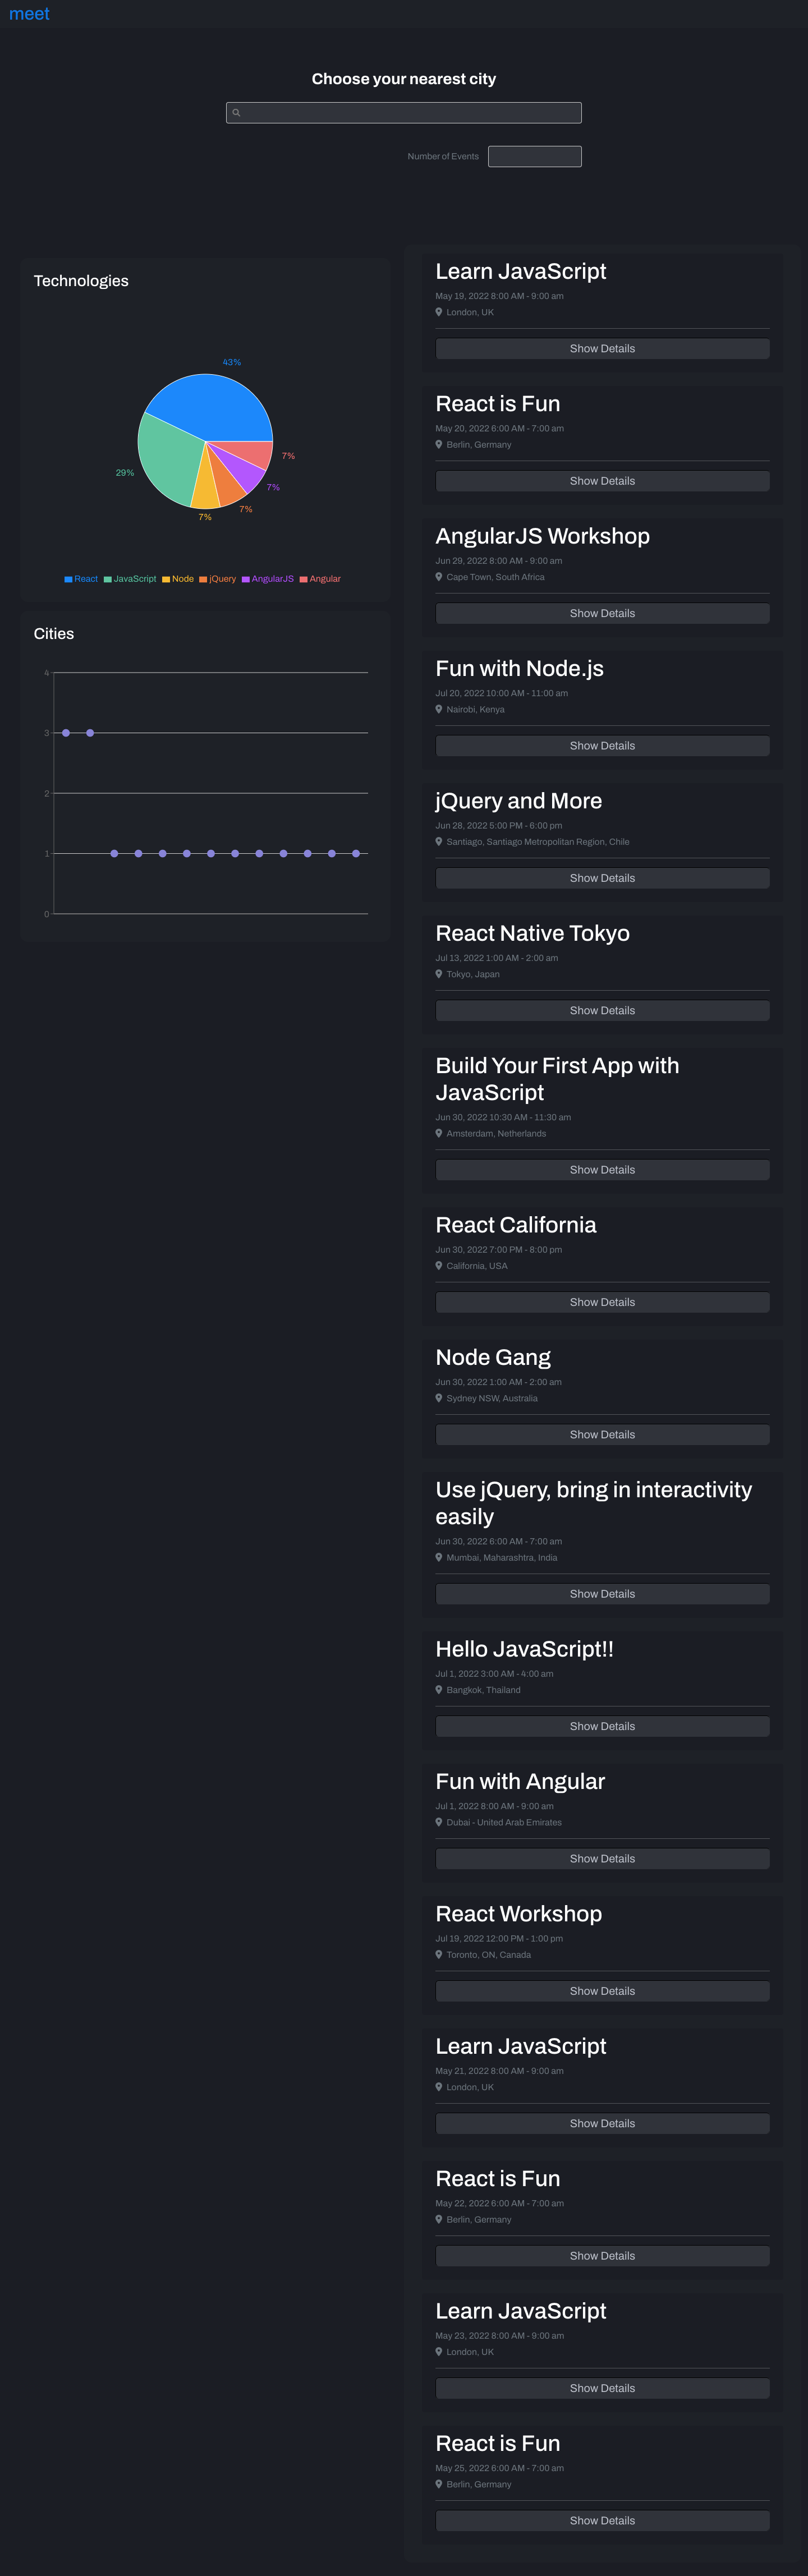 meet
Choose your nearest city
Number of Events
Technologies
43%
29%
7%
7%
7%
7%
React JavaScript Node jQuery AngularJS Angular
Cities
4
3
2
1
0
Learn JavaScript
May 19, 2022 8:00 AM - 9:00 am
London, UK
Show Details
React is Fun
May 20, 2022 6:00 AM - 7:00 am
Berlin, Germany
Show Details
AngularJS Workshop
Jun 29, 2022 8:00 AM - 9:00 am
Cape Town, South Africa
Show Details
Fun with Node.js
Jul 20, 2022 10:00 AM - 11:00 am
Nairobi, Kenya
Show Details
jQuery and More
Jun 28, 2022 5:00 PM - 6:00 pm
Santiago, Santiago Metropolitan Region, Chile
Show Details
React Native Tokyo
Jul 13, 2022 1:00 AM - 2:00 am
Tokyo, Japan
Show Details
Build Your First App with
JavaScript
Jun 30, 2022 10:30 AM - 11:30 am
Amsterdam, Netherlands
Show Details
React California
Jun 30, 2022 7:00 PM - 8:00 pm
California, USA
Show Details
Node Gang
Jun 30, 2022 1:00 AM - 2:00 am
Sydney NSW, Australia
Show Details
Use jQuery, bring in interactivity
easily
Jun 30, 2022 6:00 AM - 7:00 am
Mumbai, Maharashtra, India
Show Details
Hello JavaScript!!
Jul 1, 2022 3:00 AM - 4:00 am
Bangkok, Thailand
Show Details
Fun with Angular
Jul 1, 2022 8:00 AM - 9:00 am
Dubai - United Arab Emirates
Show Details
React Workshop
Jul 19, 2022 12:00 PM - 1:00 pm
Toronto, ON, Canada
Show Details
Learn JavaScript
May 21, 2022 8:00 AM - 9:00 am
London, UK
Show Details
React is Fun
May 22, 2022 6:00 AM - 7:00 am
Berlin, Germany
Show Details
Learn JavaScript
May 23, 2022 8:00 AM - 9:00 am
London, UK
Show Details
React is Fun
May 25, 2022 6:00 AM - 7:00 am
Berlin, Germany
Show Details